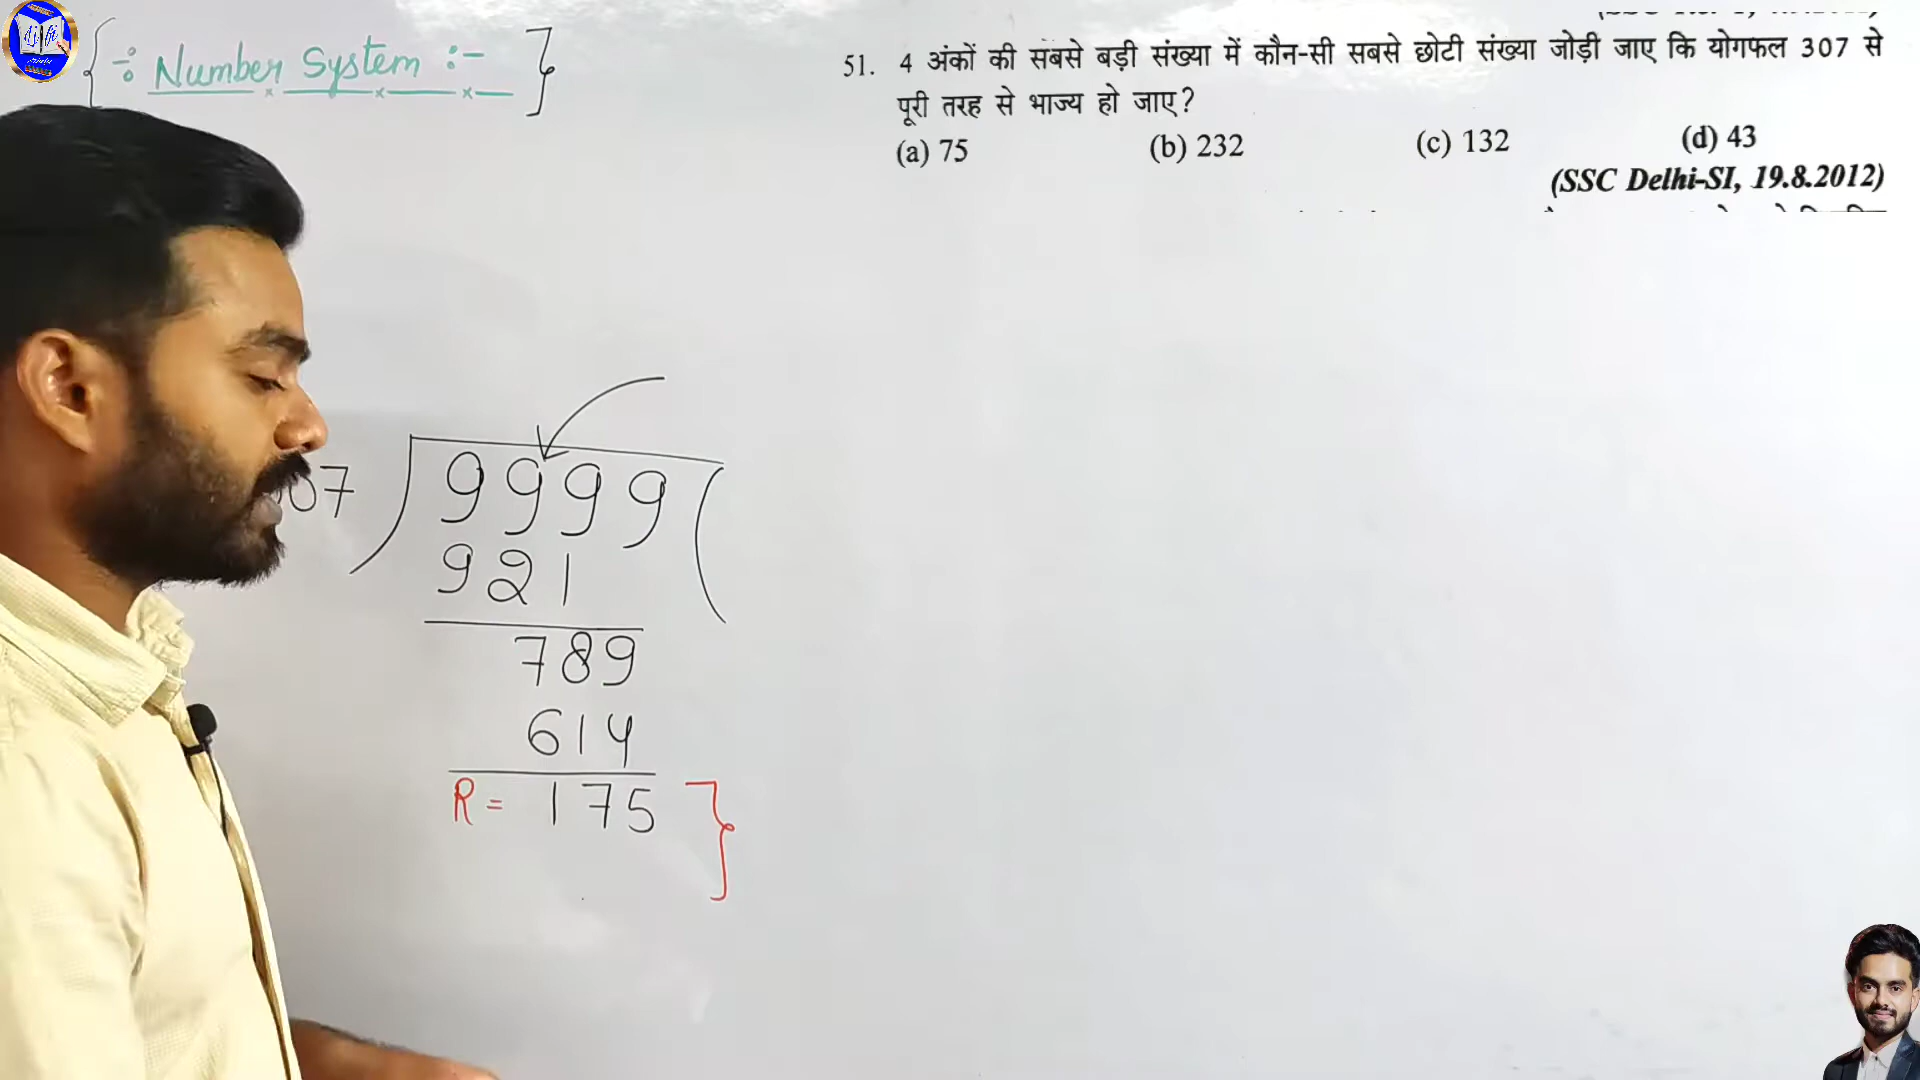 { ÷ Number System :- }
51. 4 अंकों की सबसे बड़ी संख्या में कौन-सी सबसे छोटी संख्या जोड़ी जाए कि योगफल 307 से
पूरी तरह से भाज्य हो जाए?
(a) 75 (b) 232 (c) 132 (d) 43
(SSC Delhi-SI, 19.8.2012)
07 ) 9999 (
921
789
614
R = 175 }